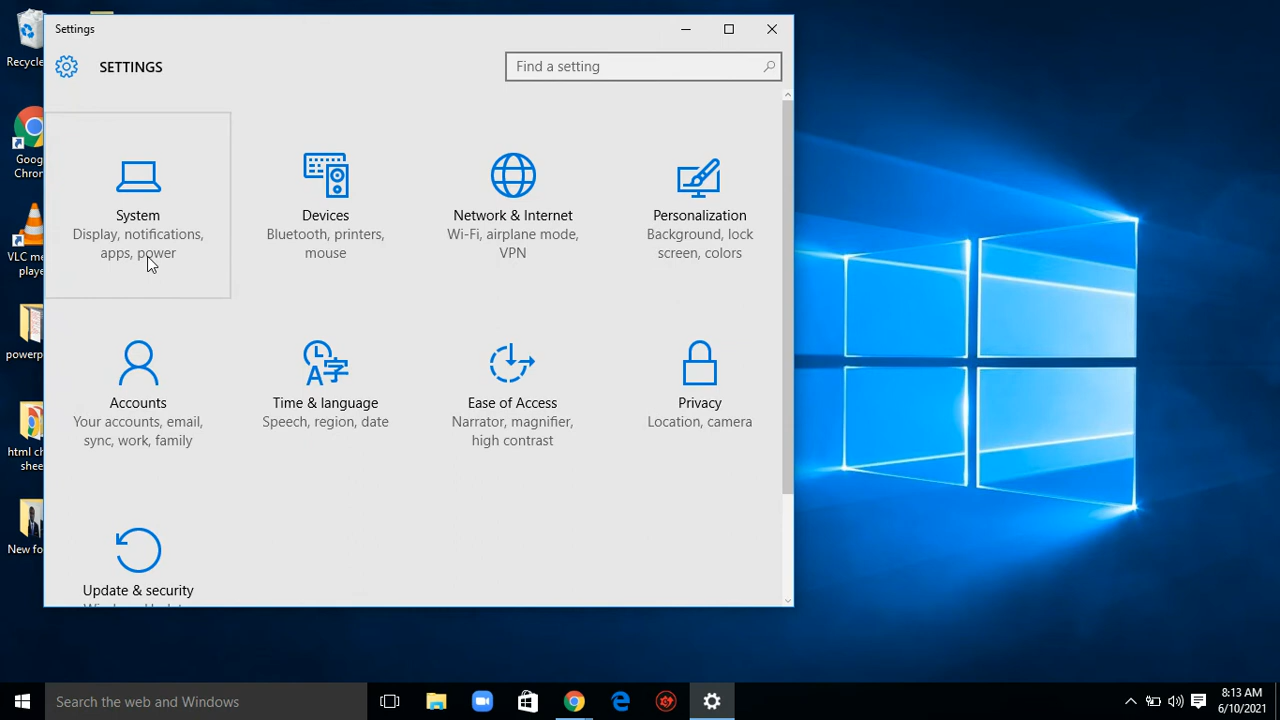 Settings
SETTINGS
Find a setting
System
Display, notifications,
apps, power
Devices
Bluetooth, printers,
mouse
Network & Internet
Wi-Fi, airplane mode,
VPN
Personalization
Background, lock
screen, colors
Accounts
Your accounts, email,
sync, work, family
Time & language
Speech, region, date
Ease of Access
Narrator, magnifier,
high contrast
Privacy
Location, camera
Update & security
Recycle
Goog
Chrom
VLC me
play
powerp
html ch
shee
New fo
Search the web and Windows
8:13 AM
6/10/2021